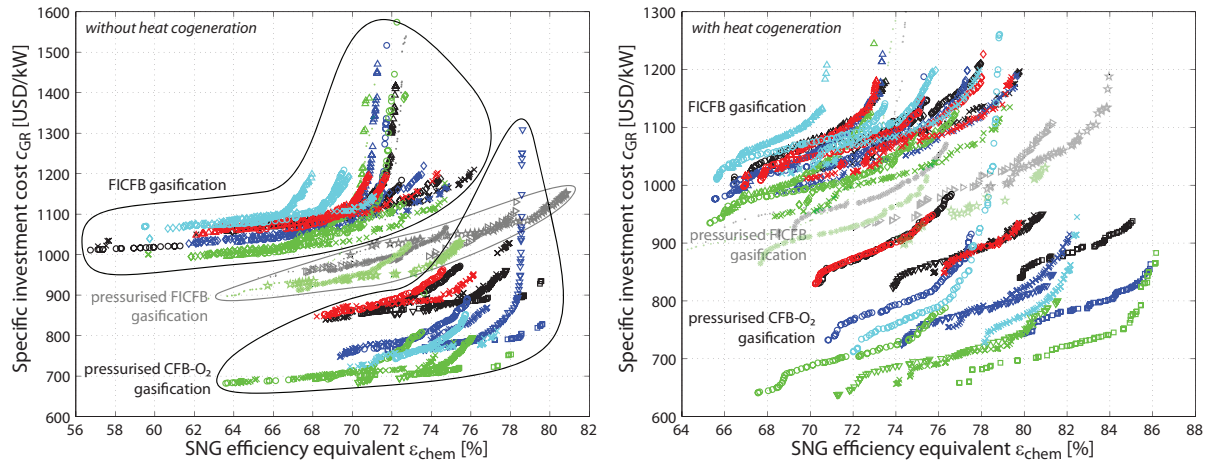 without heat cogeneration
1600
1500
1400
1300
1200
1100
1000
900
800
700
600
Specific investment cost cGR [USD/kW]
FICFB gasification
pressurised FICFB
gasification
pressurised CFB-O₂
gasification
56 58 60 62 64 66 68 70 72 74 76 78 80 82
SNG efficiency equivalent εchem [%]
with heat cogeneration
1300
1200
1100
1000
900
800
700
600
Specific investment cost cGR [USD/kW]
FICFB gasification
pressurised FICFB
gasification
pressurised CFB-O₂
gasification
64 66 68 70 72 74 76 78 80 82 84 86 88
SNG efficiency equivalent εchem [%]